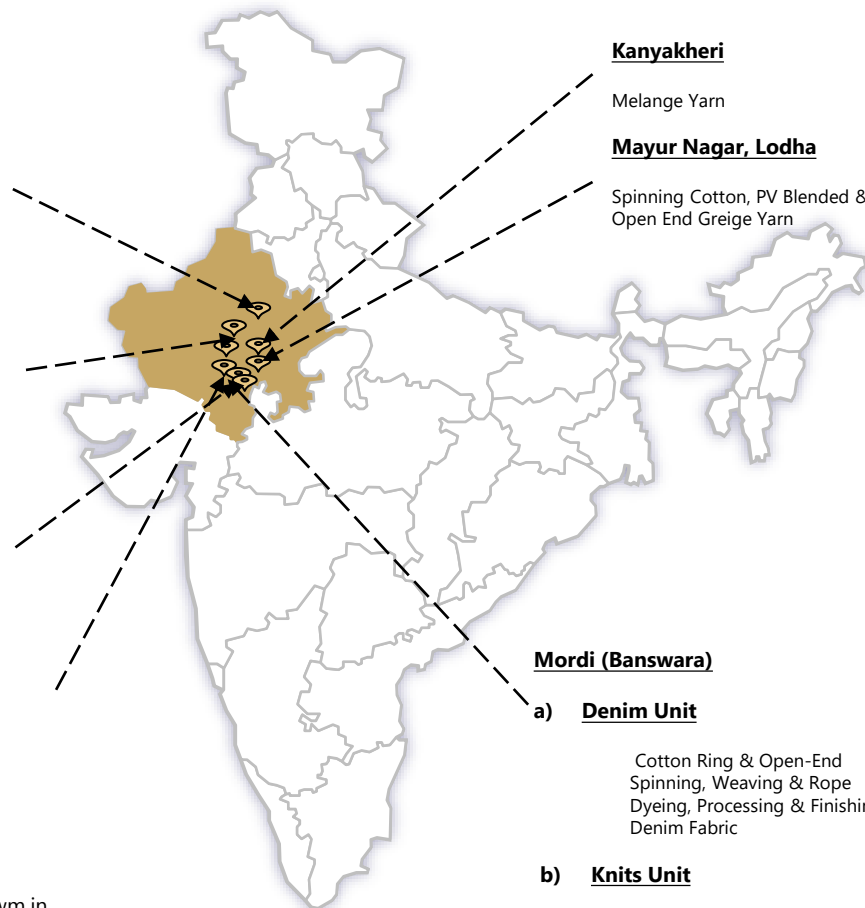 Kanyakheri
Melange Yarn
Mayur Nagar, Lodha
Spinning Cotton, PV Blended &
Open End Greige Yarn
Mordi (Banswara)
a) Denim Unit
Cotton Ring & Open-End
Spinning, Weaving & Rope
Dyeing, Processing &
Denim Fabric
b) Knits Unit
in